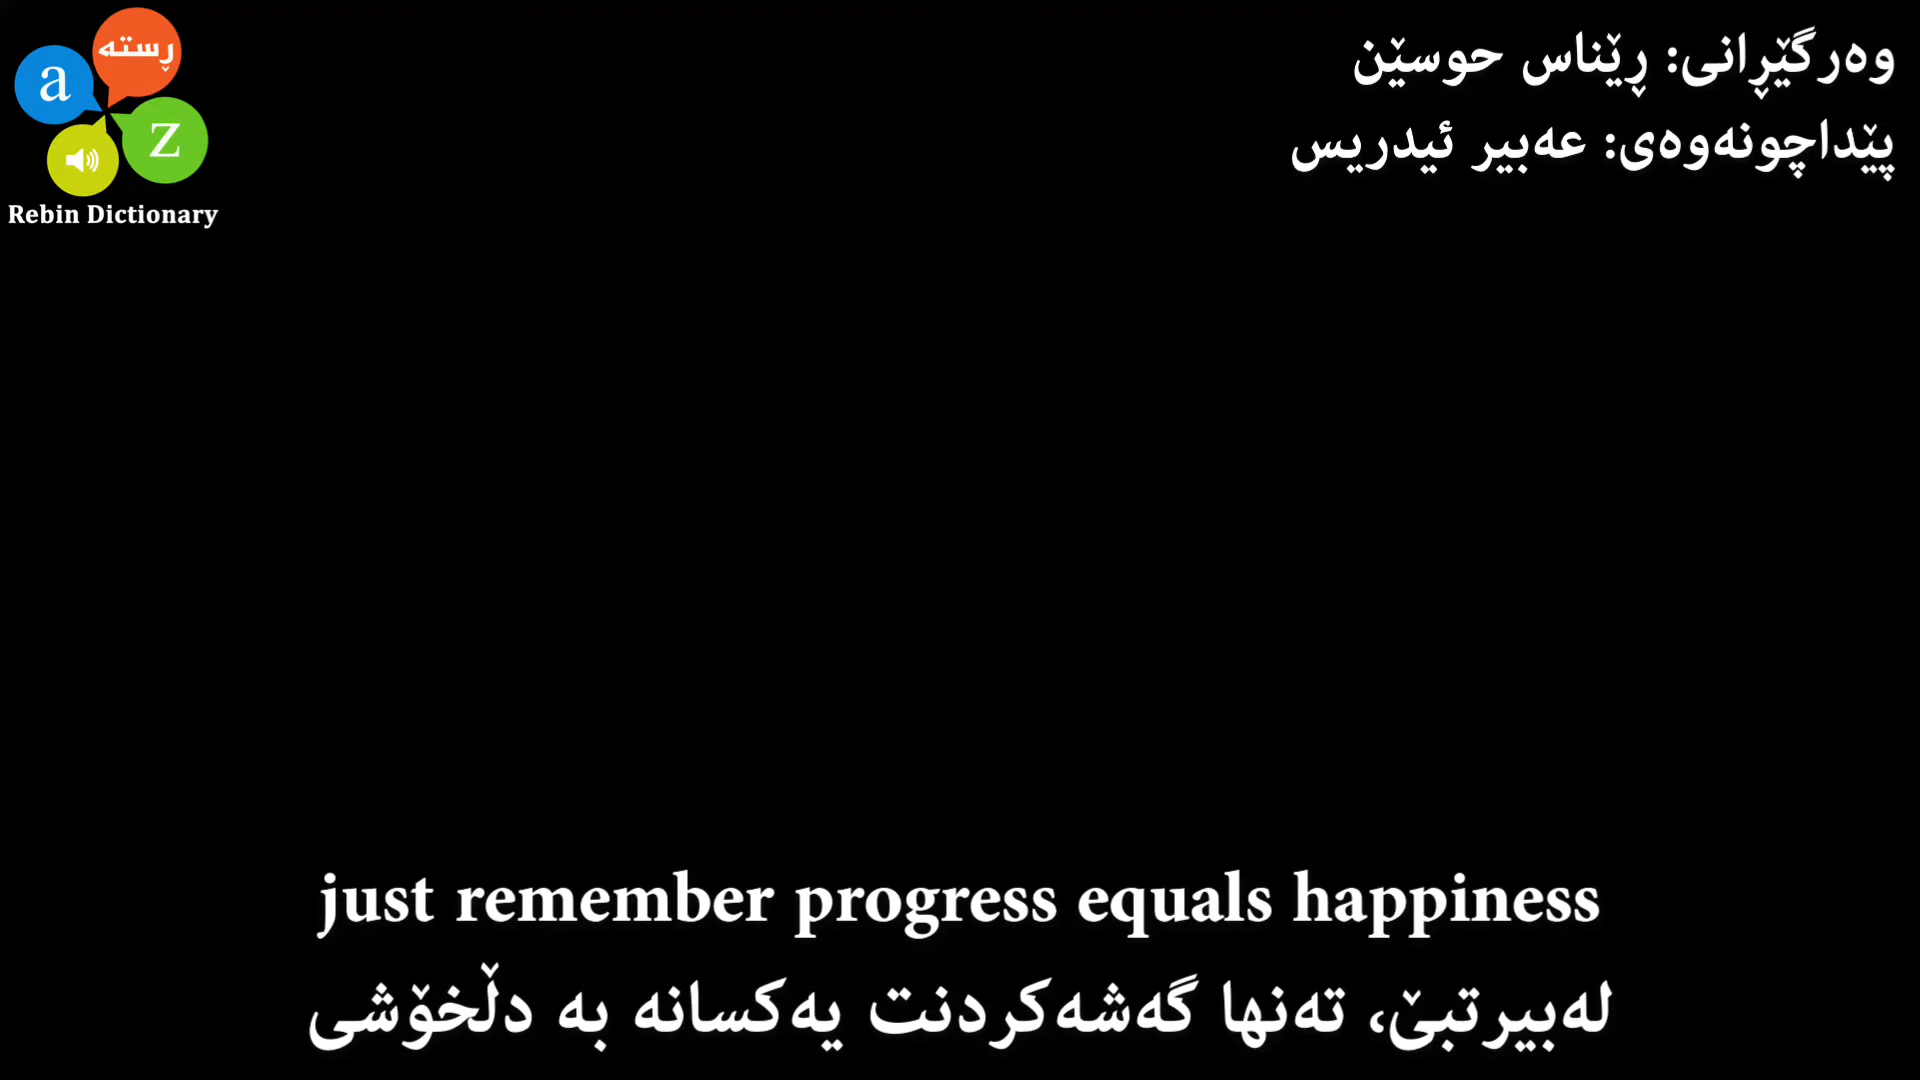 ڕستە
a
Z
Rebin Dictionary
وەرگێڕانی: ڕێناس حوسێن
پێداچونەوەی: عەبیر ئیدریس
just remember progress equals happiness
لەبیرتبێ، تەنها گەشەکردنت یەکسانە بە دڵخۆشی